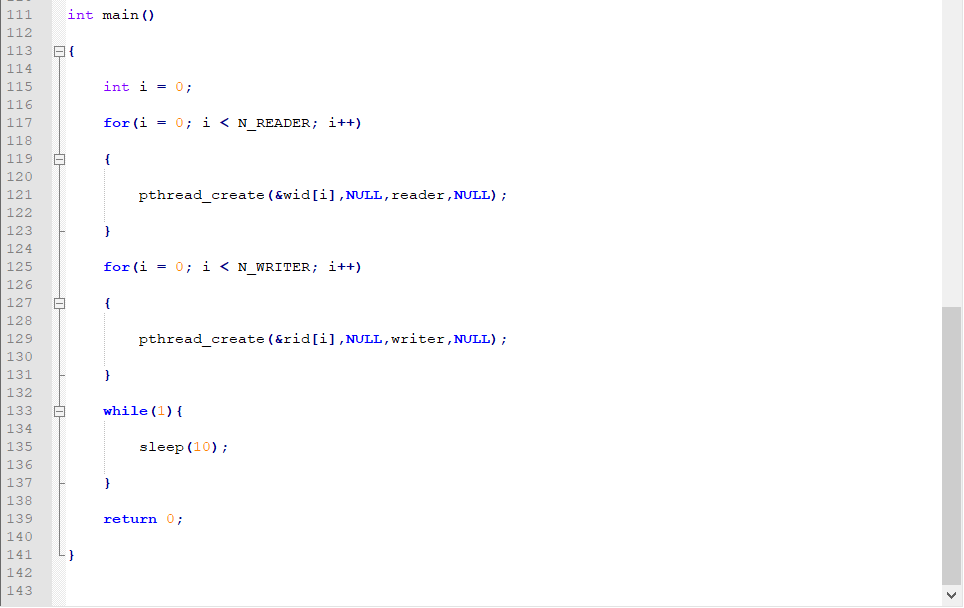 111 int main()
112
113 {
114
115 int i = 0;
116
117 for(i = 0; i < N_READER; i++)
118
119 {
120
121 pthread_create(&wid[i],NULL,reader,NULL);
122
123 }
124
125 for(i = 0; i < N_WRITER; i++)
126
127 {
128
129 pthread_create(&rid[i],NULL,writer,NULL);
130
131 }
132
133 while(1){
134
135 sleep(10);
136
137 }
138
139 return 0;
140
141 }
142
143